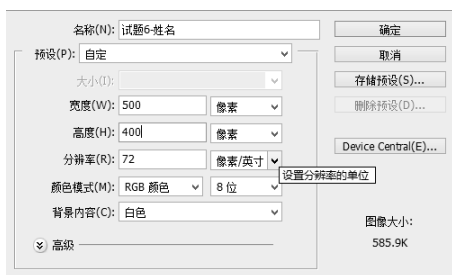 名称(N): 试题6-姓名
确定
预设(P): 自定
取消
大小(I):
存储预设(S)...
宽度(W): 500 像素
删除预设(D)...
高度(H): 400 像素
Device Central(E)...
分辨率(R): 72 像素/英寸
设置分辨率的单位
颜色模式(M): RGB 颜色 8 位
背景内容(C): 白色
图像大小:
高级
585.9K